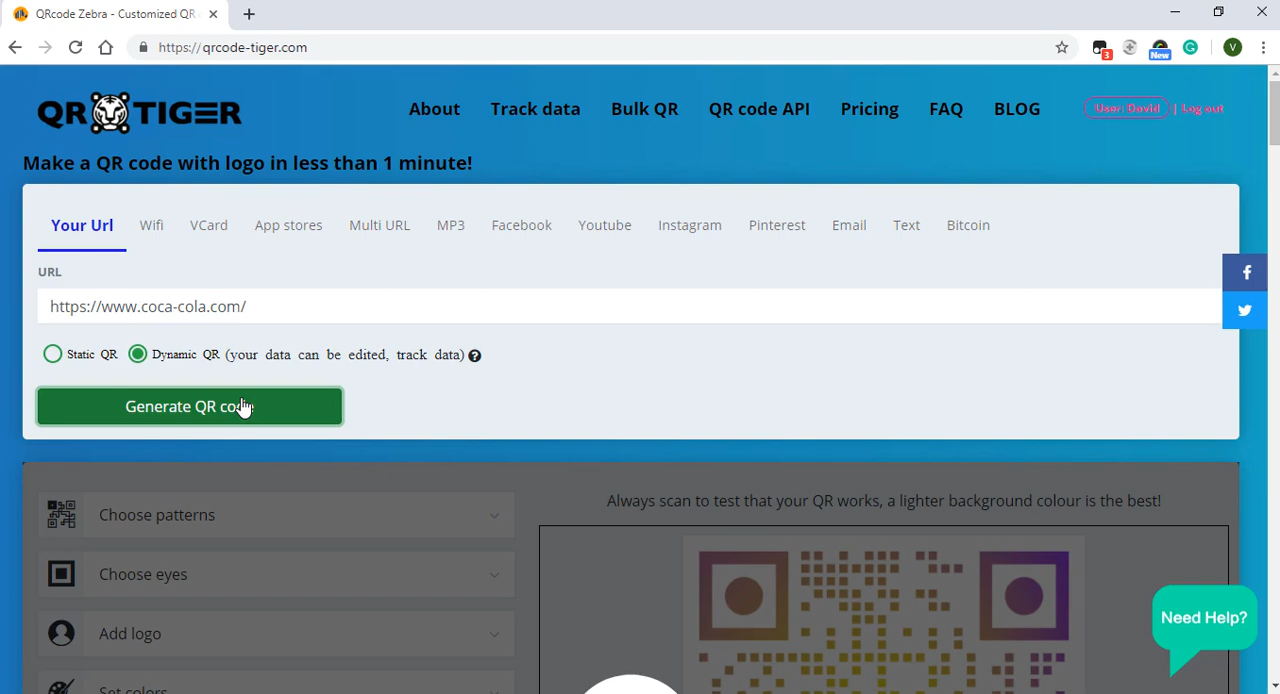 QRcode Zebra - Customized QR
https://qrcode-tiger.com
3
New
V
QR TIGER
About
Track data
Bulk QR
QR code API
Pricing
FAQ
BLOG
User: David | Log out
Make a QR code with logo in less than 1 minute!
Your Url
Wifi
VCard
App stores
Multi URL
MP3
Facebook
Youtube
Instagram
Pinterest
Email
Text
Bitcoin
URL
https://www.coca-cola.com/
Static QR
Dynamic QR (your data can be edited, track data) ?
Generate QR code
Choose patterns
Always scan to test that your QR works, a lighter background colour is the best!
Choose eyes
Add logo
Need Help?
Set colors